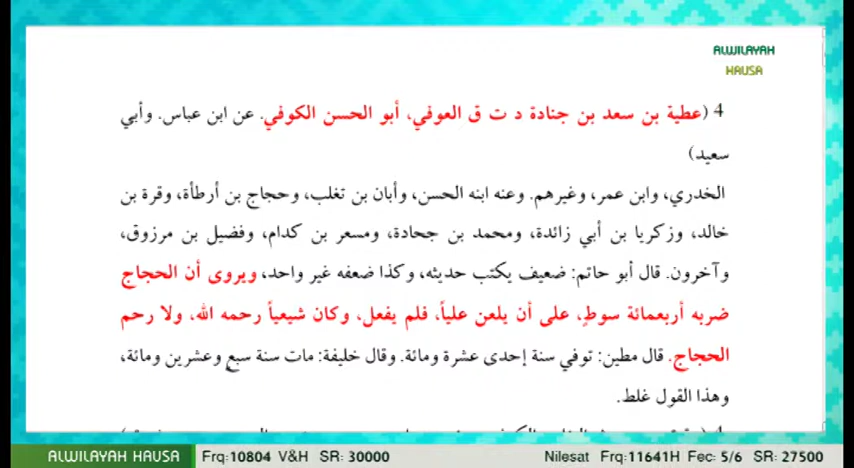 ALWILAYAH
HAUSA
4 (عطية بن سعد بن جنادة د ت ق العوفي، أبو الحسن الكوفي. عن ابن عباس. وأبي
سعيد)
الخدري، وابن عمر، وغيرهم. وعنه ابنه الحسن، وأبان بن تغلب، وحجاج بن أرطأة، وقرة بن
خالد، وزكريا بن أبي زائدة، ومحمد بن جحادة، ومسعر بن كدام، وفضيل بن مرزوق،
وآخرون. قال أبو حاتم: ضعيف يكتب حديثه، وكذا ضعفه غير واحد، ويروى أن الحجاج
ضربه أربعمائة سوطٍ، على أن يلعن علياً، فلم يفعل، وكان شيعياً رحمه الله، ولا رحم
الحجاج. قال مطين: توفي سنة إحدى عشرة ومائة. وقال خليفة: مات سنة سبع وعشرين ومائة،
وهذا القول غلط.
ALWILAYAH HAUSA Frq:10804 V&H SR: 30000 Nilesat Frq:11641H Fec: 5/6 SR: 27500